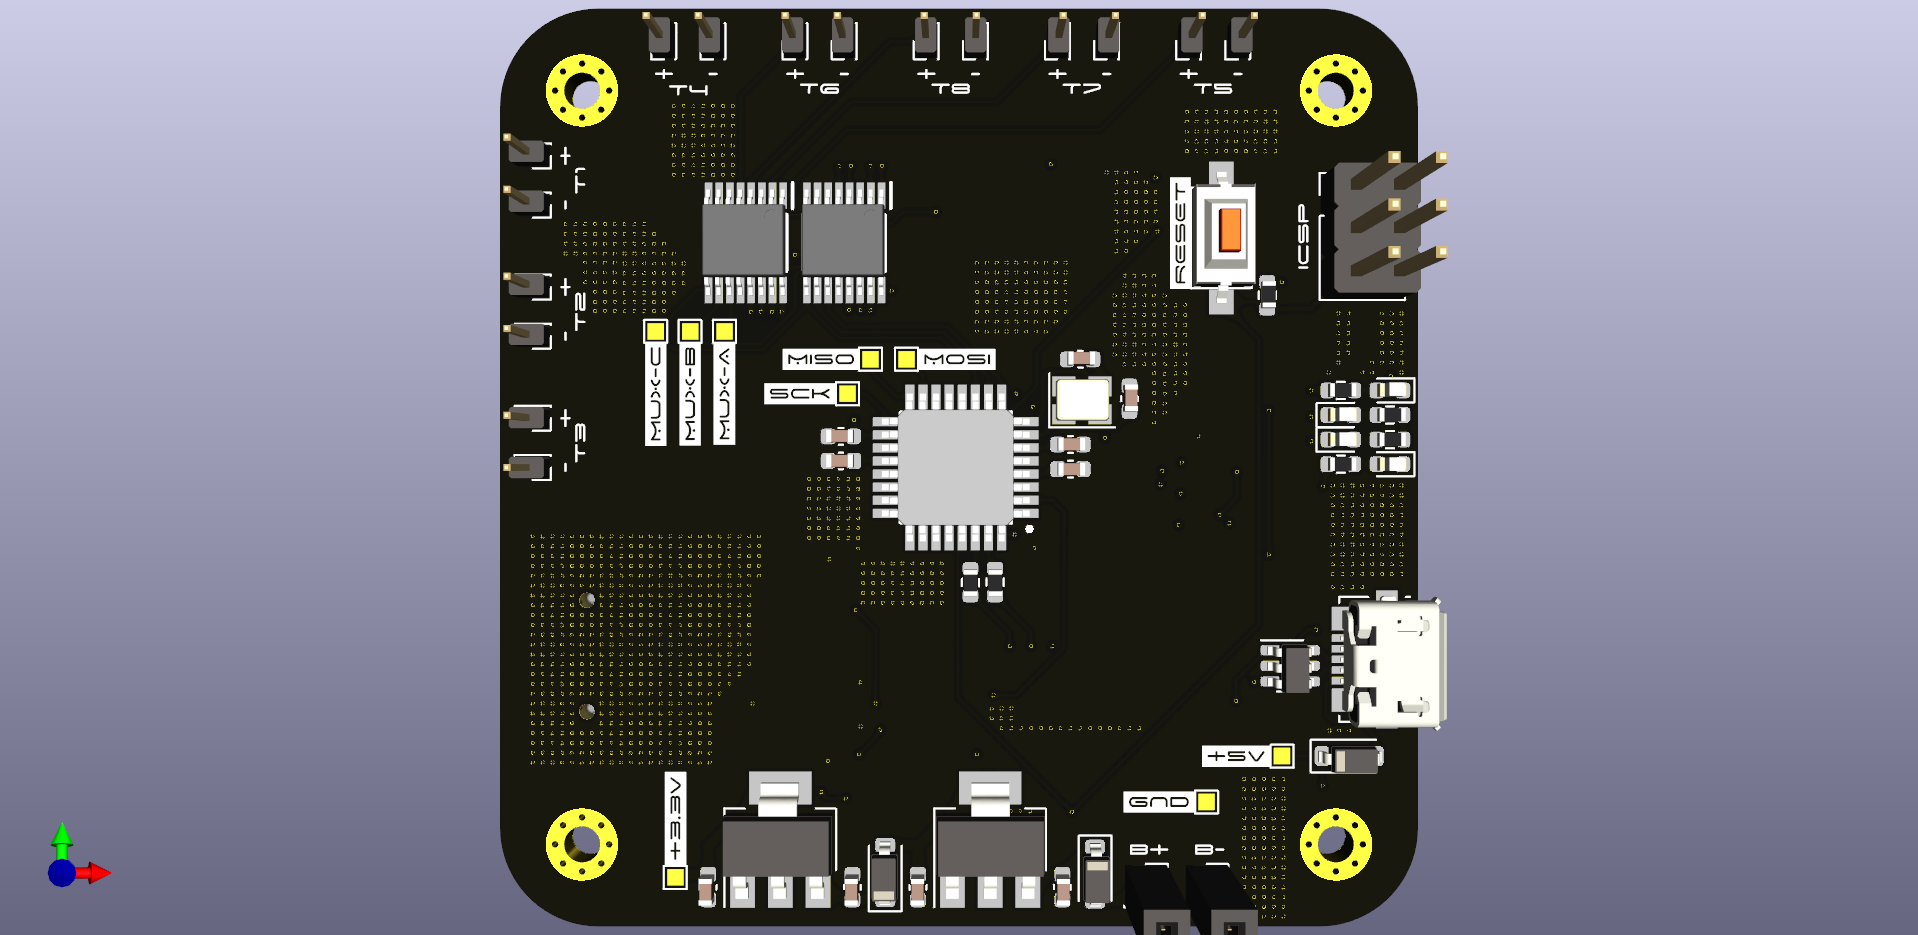 + -
T4
+ -
T6
+ -
T8
+ -
T7
+ -
T5
+
T1
-
RESET
ICSP
+
T2
-
MUX-C
MUX-B
MUX-A
MISO
MOSI
SCK
+
T3
-
+5V
+3.3V
GND
B+
B-